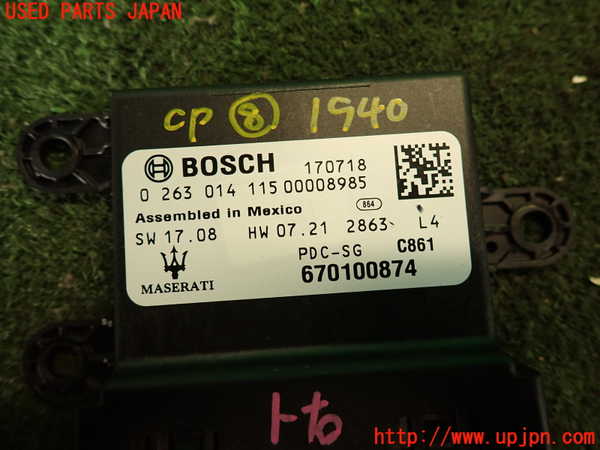 USED PARTS JAPAN
CP ⑧ 1940
BOSCH 170718
0 263 014 115 00008985
Assembled in Mexico 864
SW 17.08 HW 07.21 2863 L4
PDC-SG C861
MASERATI 670100874
http://www.upjpn.com/